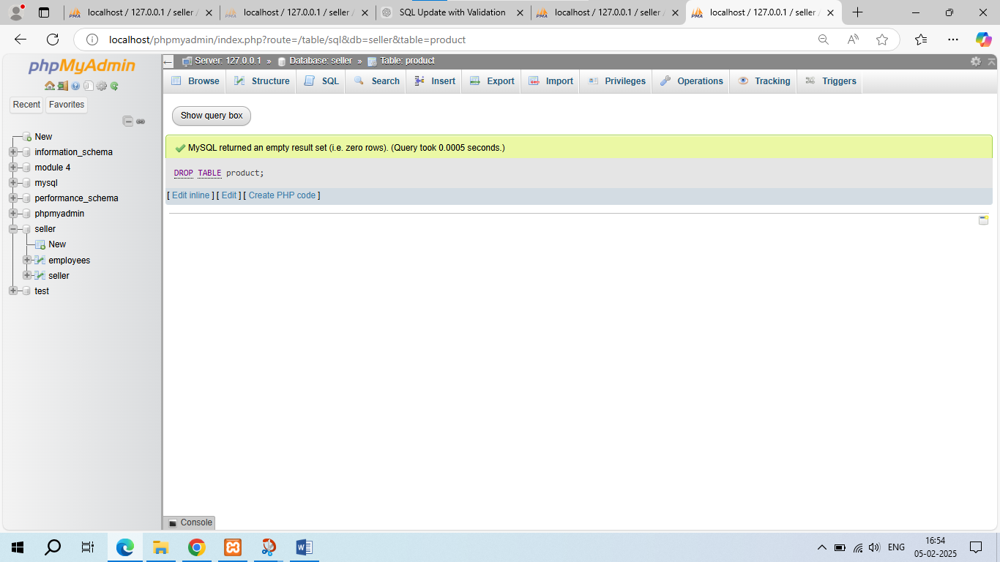 localhost / 127.0.0.1 / seller
localhost / 127.0.0.1 / seller
SQL Update with Validation
localhost / 127.0.0.1 / seller
localhost / 127.0.0.1 / seller
localhost/phpmyadmin/index.php?route=/table/sql&db=seller&table=product
phpMyAdmin
Recent
Favorites
New
information_schema
module 4
mysql
performance_schema
phpmyadmin
seller
New
employees
seller
test
Server: 127.0.0.1 » Database: seller » Table: product
Browse Structure SQL Search Insert Export Import Privileges Operations Tracking Triggers
Show query box
MySQL returned an empty result set (i.e. zero rows). (Query took 0.0005 seconds.)
DROP TABLE product;
[ Edit inline ] [ Edit ] [ Create PHP code ]
Console
ENG
16:54
05-02-2025